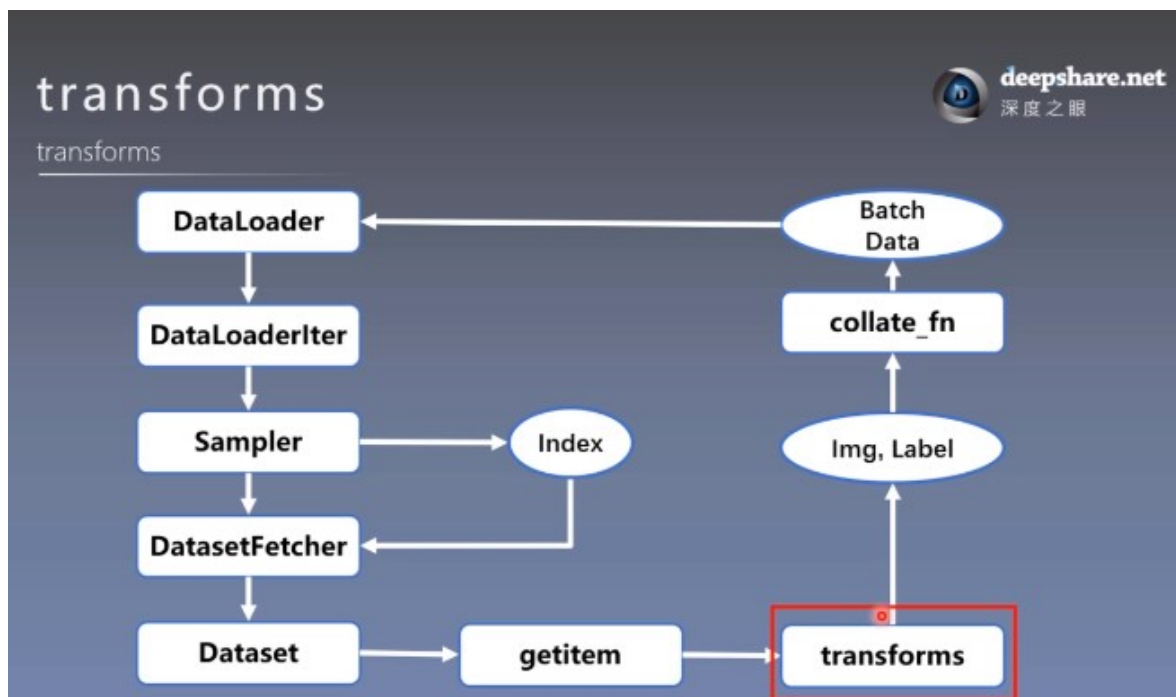 transforms
deepshare.net
深度之眼
transforms
DataLoader
Batch
Data
DataLoaderIter
collate_fn
Sampler
Index
Img, Label
DatasetFetcher
Dataset
getitem
transforms